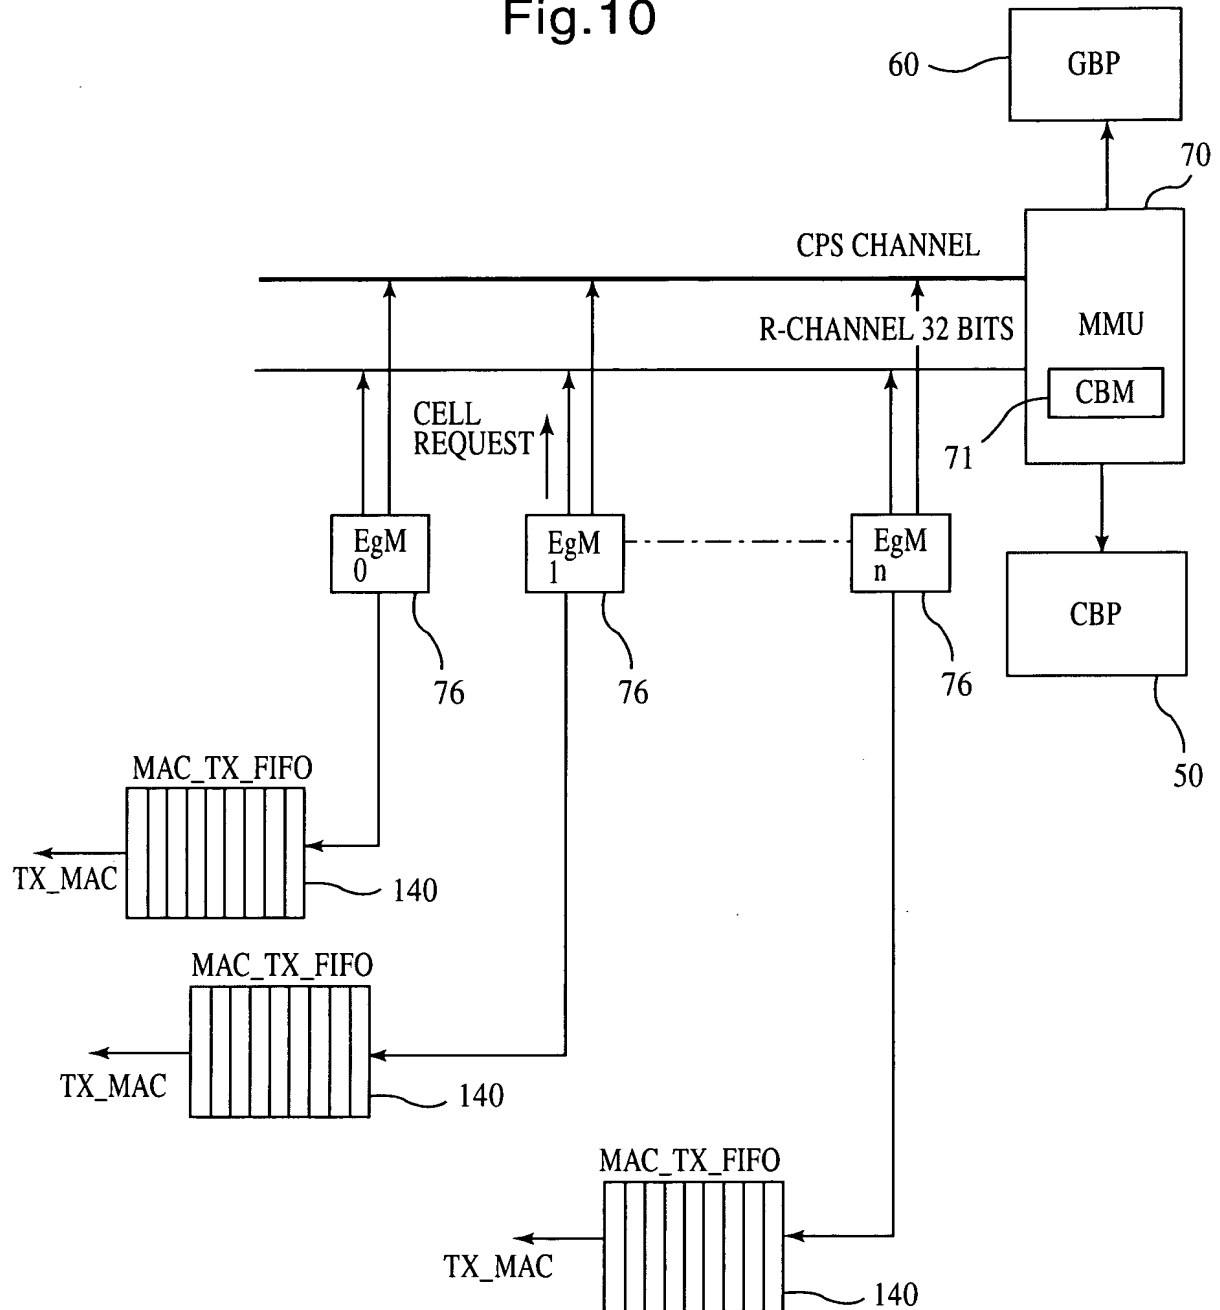 Fig.10
60
GBP
70
CPS CHANNEL
R-CHANNEL 32 BITS
MMU
CBM
71
CELL
REQUEST
EgM
0
EgM
1
EgM
n
76
76
76
CBP
50
MAC_TX_FIFO
TX_MAC
140
MAC_TX_FIFO
TX_MAC
140
MAC_TX_FIFO
TX_MAC
140